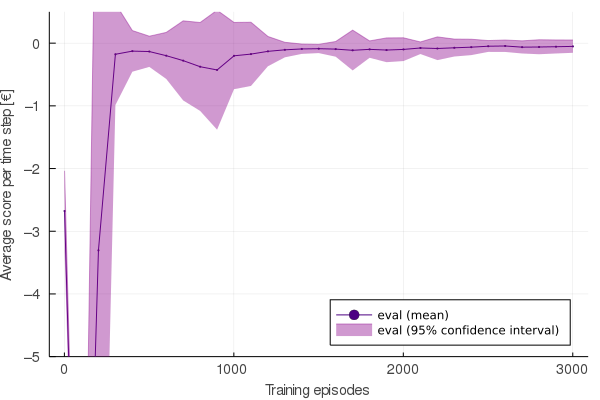 Average score per time step [€]
0
−1
−2
−3
−4
−5
0
1000
2000
3000
Training episodes
eval (mean)
eval (95% confidence interval)